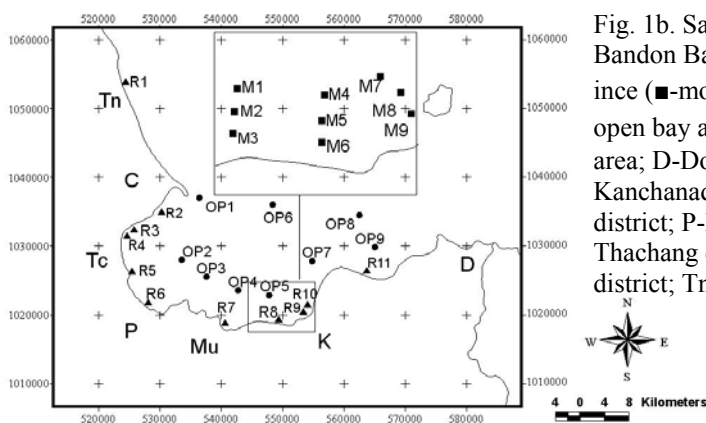 520000 530000 540000 550000 560000 570000 580000
1060000 1060000
M1 M4 M7
M2 M8
M5 M9
M3 M6
R1
Tn
1050000 1050000
1040000 1040000
C
R2 OP1 OP6 OP8
R3
R4
OP9
1030000 1030000
Tc OP2 OP7 D
R5 OP3 R11
OP4 OP5
R6 R10
P R7 R8 R9
1020000 1020000
Mu K
1010000 1010000
520000 530000 540000 550000 560000 570000 580000
Fig. 1b. Sa
Bandon Ba
ince (■-mo
open bay a
area; D-Do
Kanchanad
district; P-
Thachang
district; Tn
N
W E
S
4 0 4 8 Kilometers